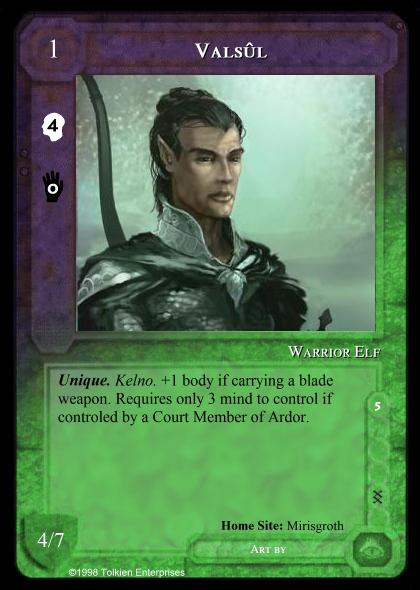 1
Valsûl
4
0
Warrior Elf
Unique. Kelno. +1 body if carrying a blade
weapon. Requires only 3 mind to control if
controled by a Court Member of Ardor.
5
Home Site: Mirisgroth
4/7
Art by
©1998 Tolkien Enterprises